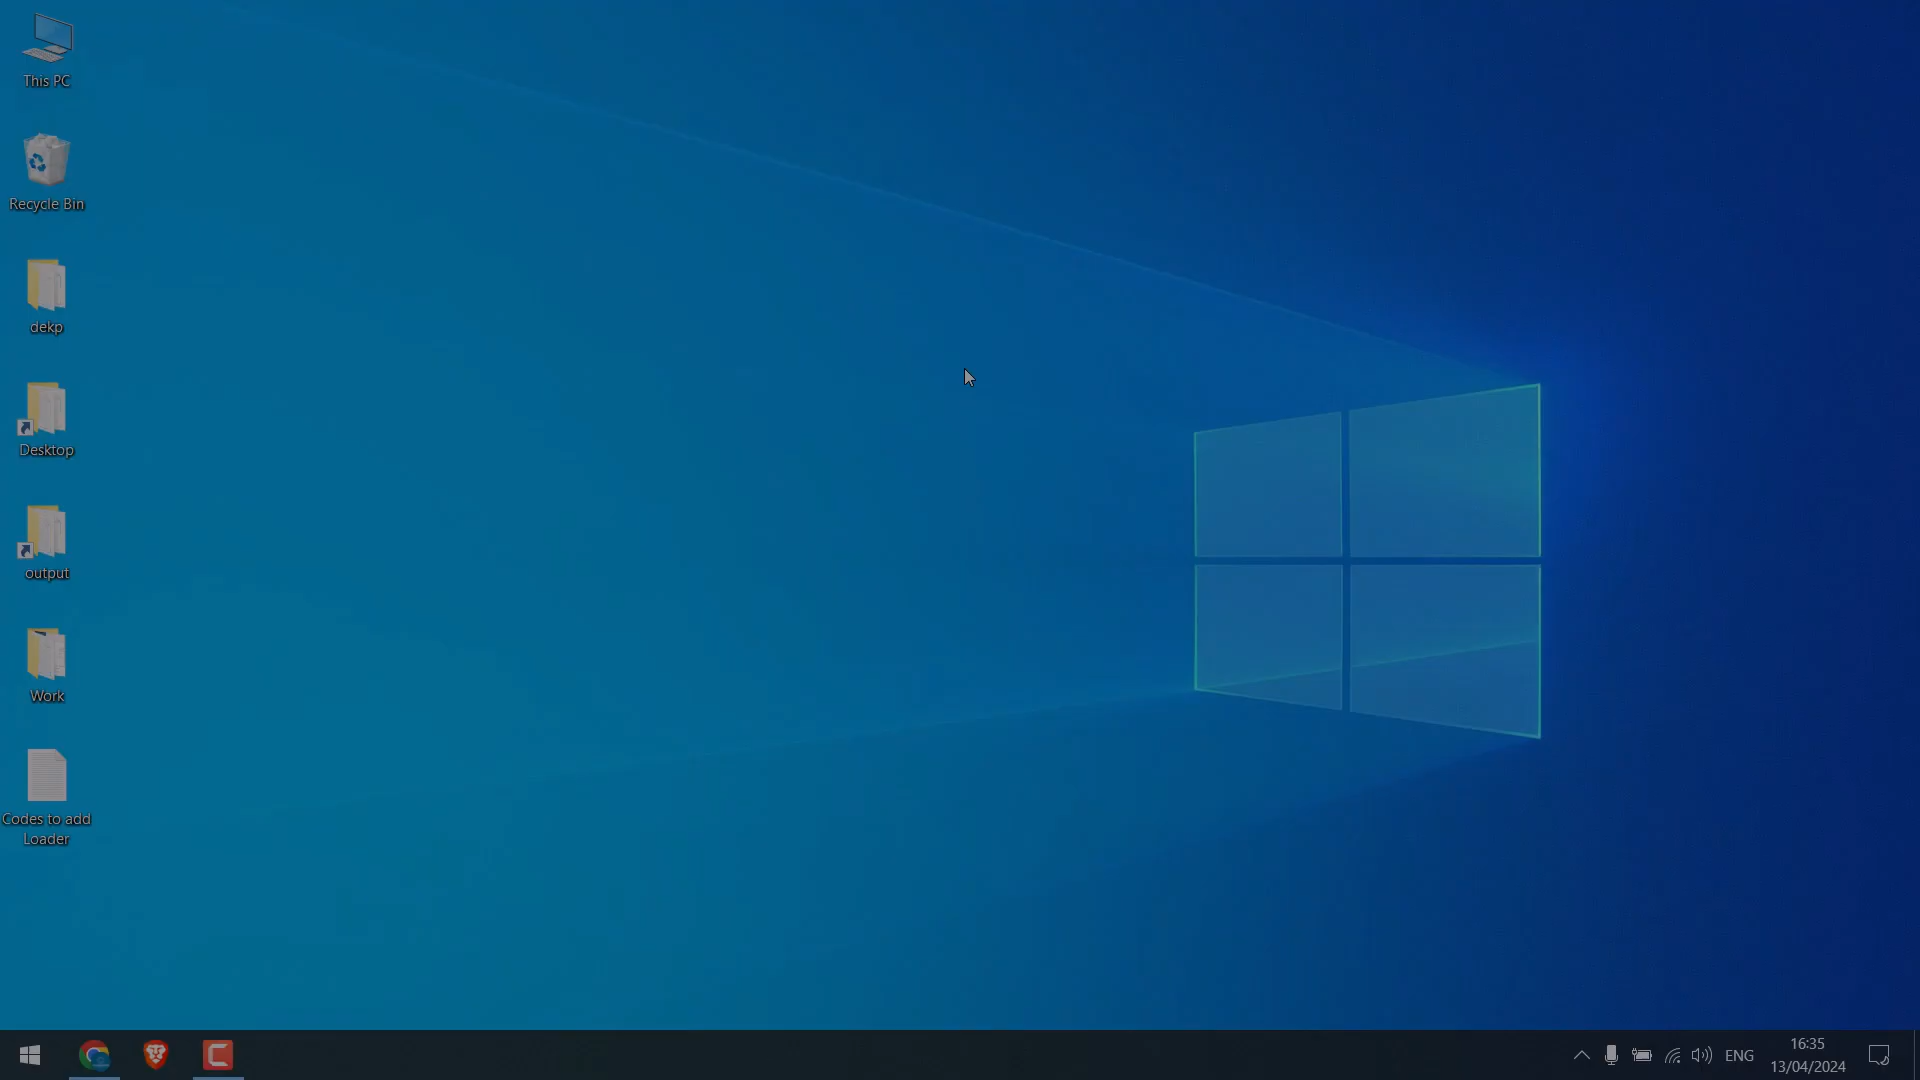 This PC
Recycle Bin
dekp
Desktop
output
Work
Codes to add
Loader
ENG
16:35
13/04/2024